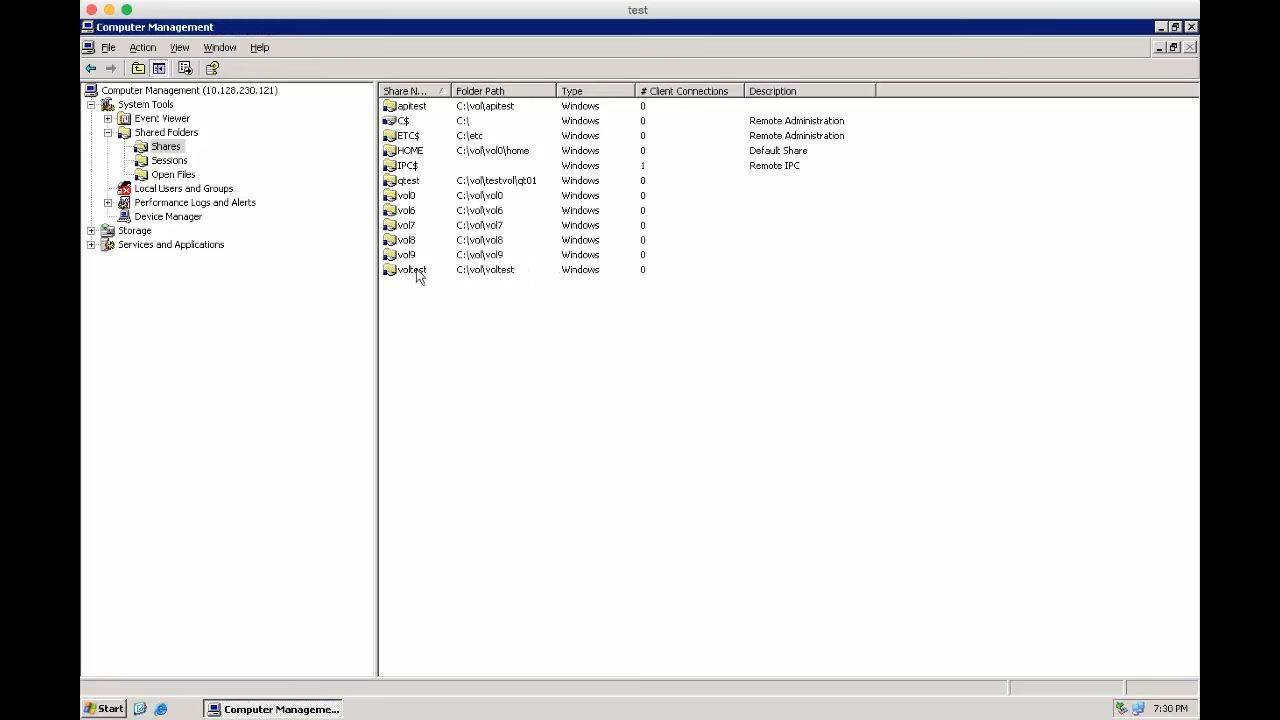 test
Computer Management
File Action View Window Help
Computer Management (10.128.230.121)
System Tools
Event Viewer
Shared Folders
Shares
Sessions
Open Files
Local Users and Groups
Performance Logs and Alerts
Device Manager
Storage
Services and Applications
Share N... Folder Path Type # Client Connections Description
apitest C:\vol\apitest Windows 0
C$ C:\ Windows 0 Remote Administration
ETC$ C:\etc Windows 0 Remote Administration
HOME C:\vol\vol0\home Windows 0 Default Share
IPC$ Windows 1 Remote IPC
qtest C:\vol\testvol\qt01 Windows 0
vol0 C:\vol\vol0 Windows 0
vol6 C:\vol\vol6 Windows 0
vol7 C:\vol\vol7 Windows 0
vol8 C:\vol\vol8 Windows 0
vol9 C:\vol\vol9 Windows 0
voltest C:\vol\voltest Windows 0
Start Computer Manageme... 7:30 PM